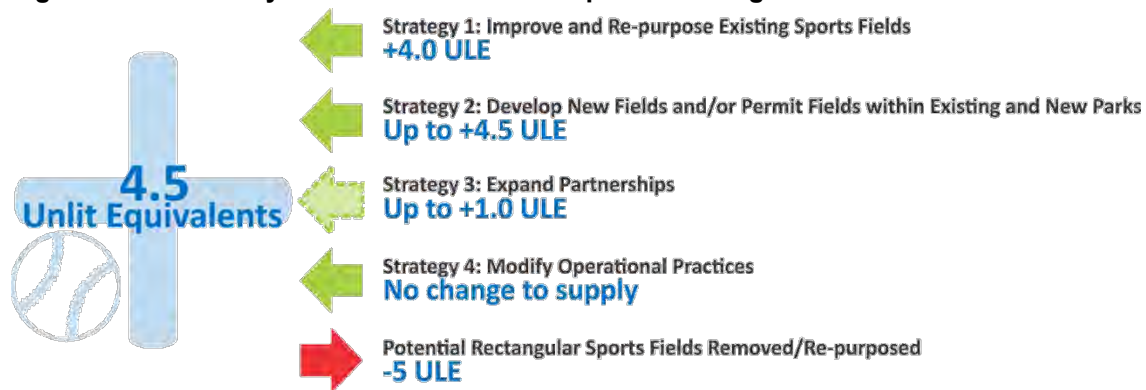 Strategy 1: Improve and Re-purpose Existing Sports Fields
+4.0 ULE
Strategy 2: Develop New Fields and/or Permit Fields within Existing and New Parks
Up to +4.5 ULE
4.5
Unlit Equivalents
Strategy 3: Expand Partnerships
Up to +1.0 ULE
Strategy 4: Modify Operational Practices
No change to supply
Potential Rectangular Sports Fields Removed/Re-purposed
-5 ULE